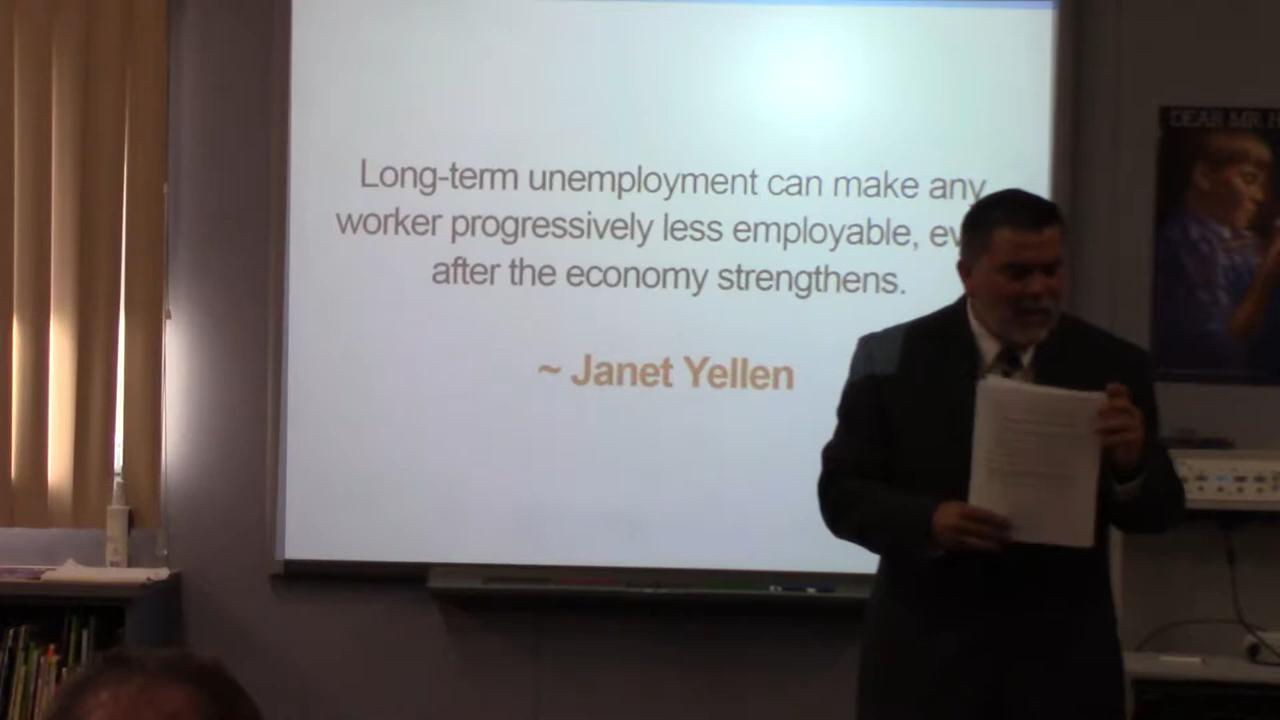 Long-term unemployment can make any
worker progressively less employable,
after the economy strengthens.
~ Janet Yellen
DEAR MR.